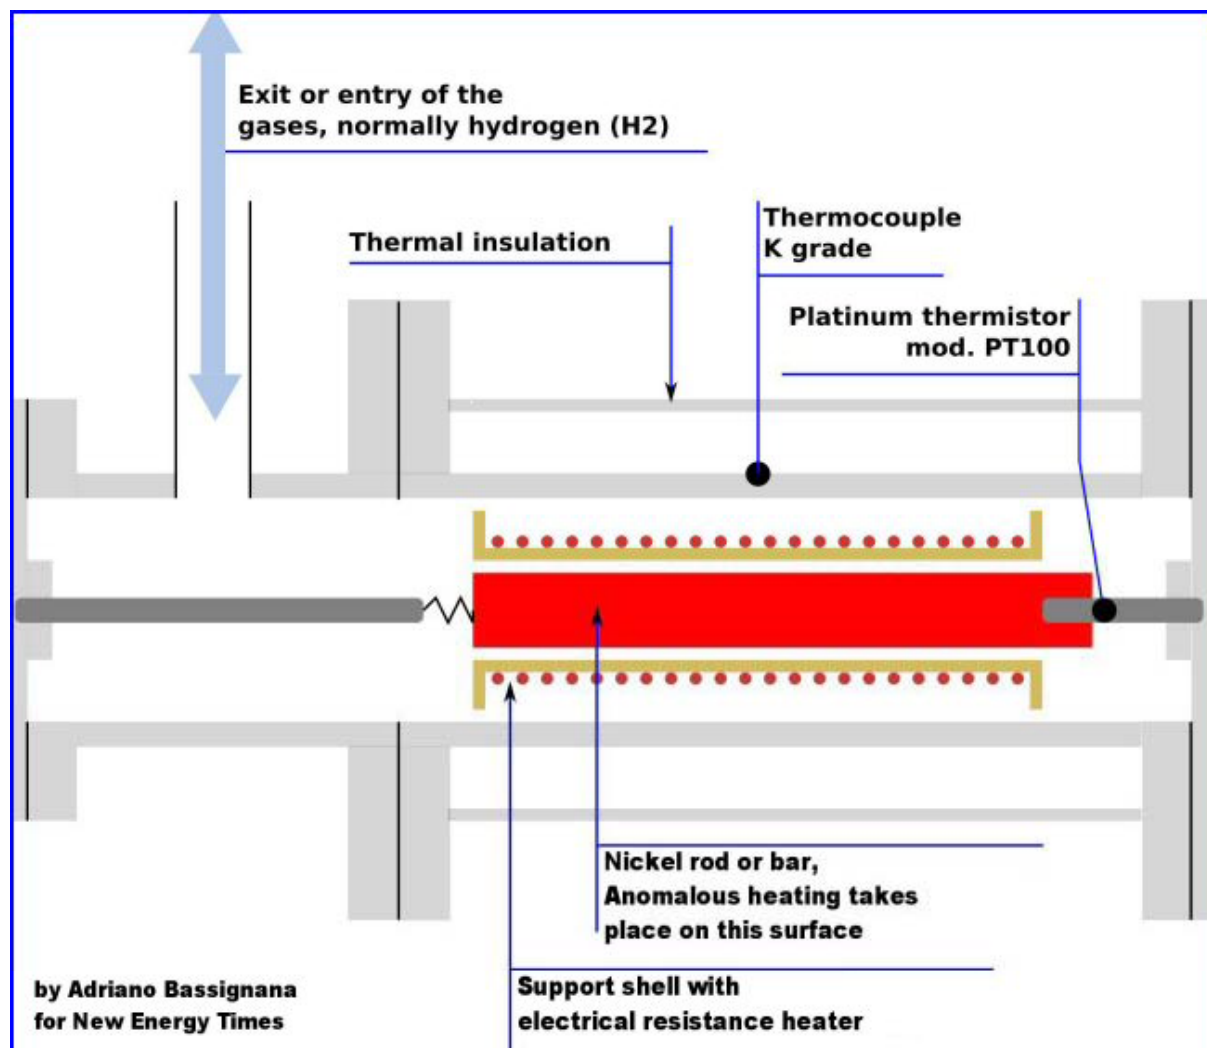 Exit or entry of the
gases, normally hydrogen (H2)
Thermal insulation
Thermocouple
K grade
Platinum thermistor
mod. PT100
Nickel rod or bar,
Anomalous heating takes
place on this surface
Support shell with
electrical resistance heater
by Adriano Bassignana
for New Energy Times